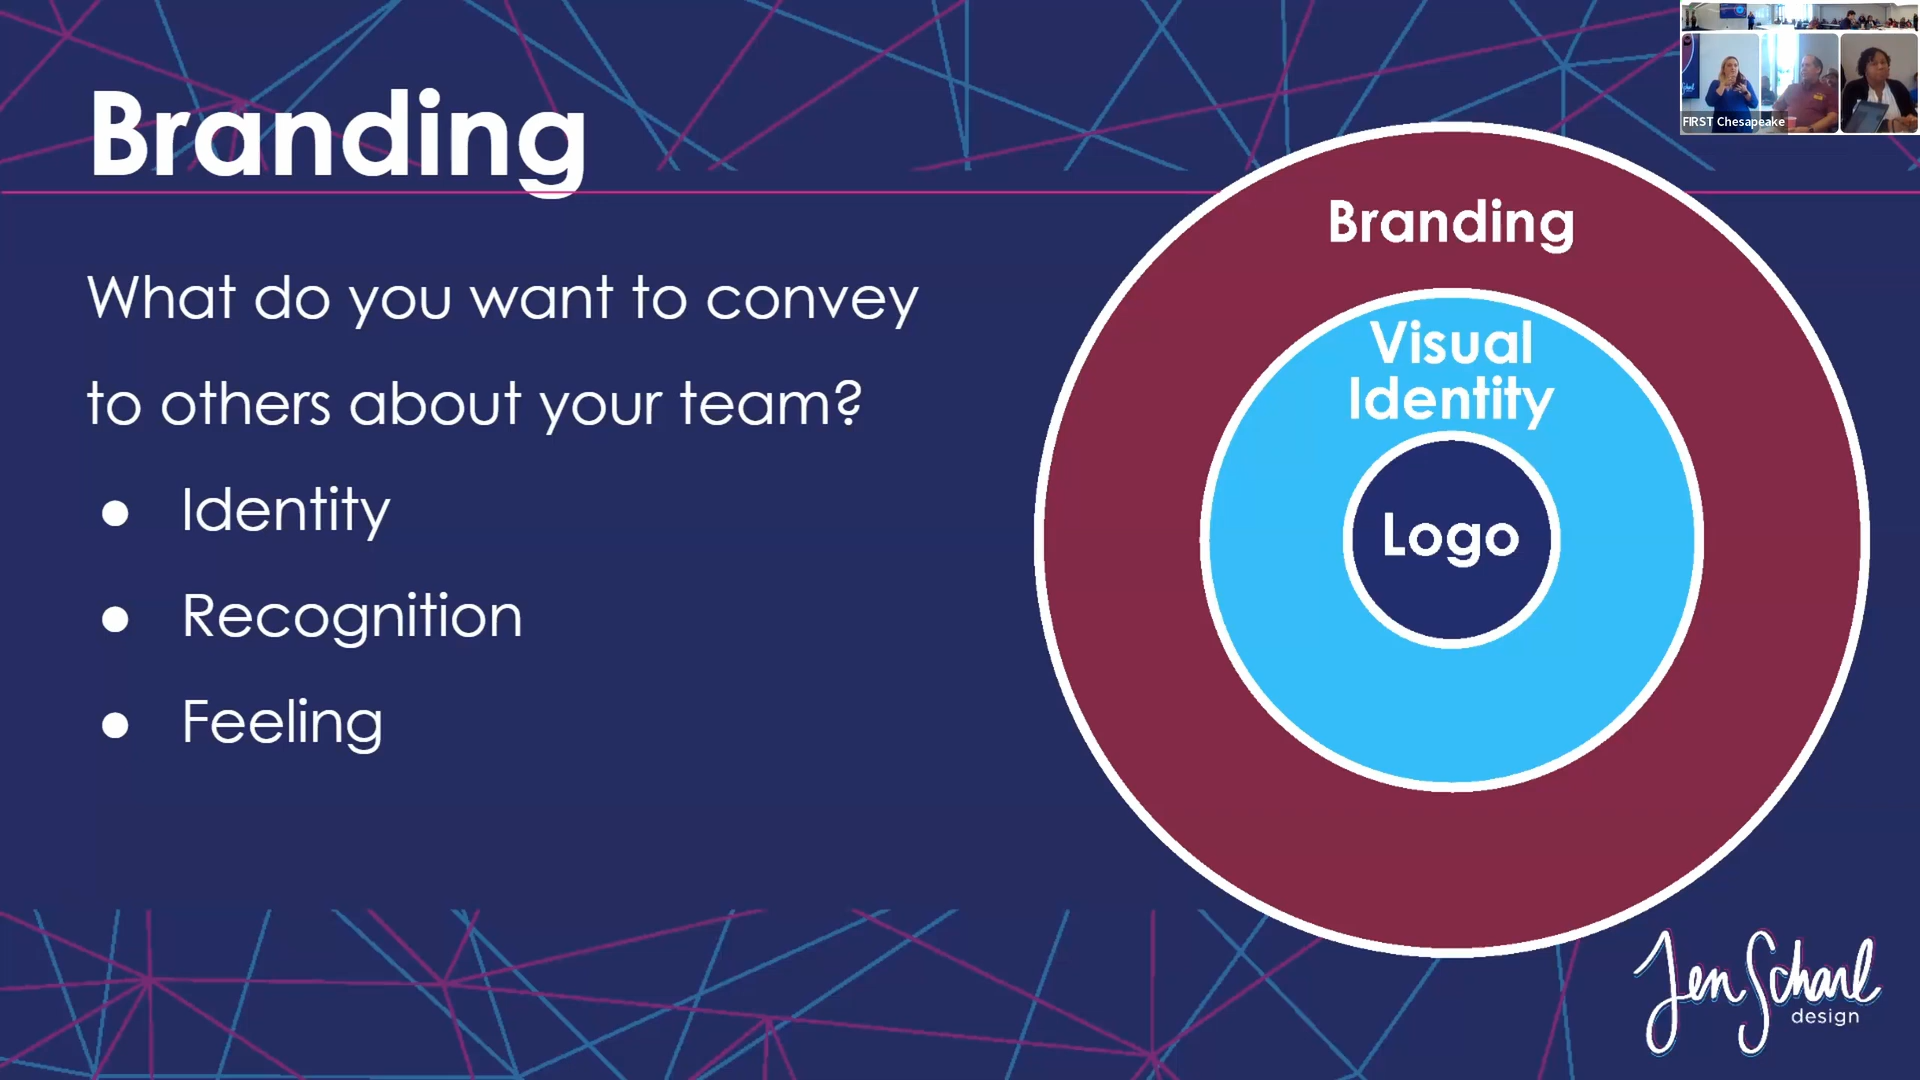 Branding
What do you want to convey
to others about your team?
● Identity
● Recognition
● Feeling
Branding
Visual
Identity
Logo
FIRST Chesapeake
Jen Scharl
design